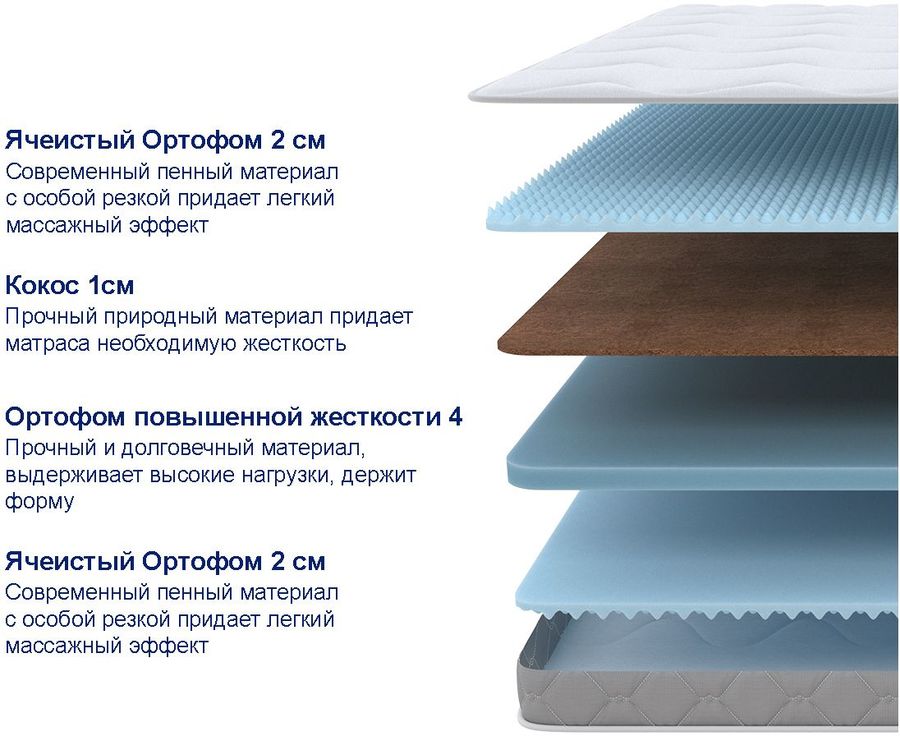 Ячеистый Ортофом 2 см
Современный пенный материал
с особой резкой придает легкий
массажный эффект
Кокос 1см
Прочный природный материал придает
матраса необходимую жесткость
Ортофом повышенной жесткости 4
Прочный и долговечный материал,
выдерживает высокие нагрузки, держит
форму
Ячеистый Ортофом 2 см
Современный пенный материал
с особой резкой придает легкий
массажный эффект